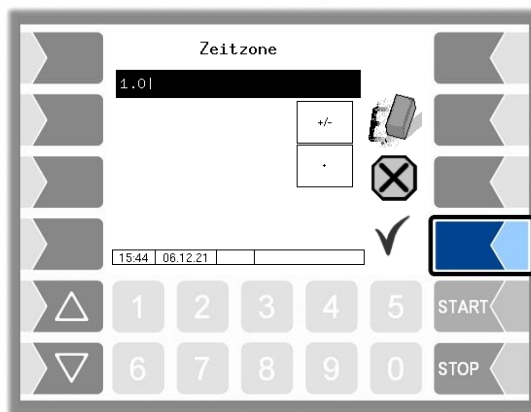 Zeitzone
1.0|
+/-
.
15:44 06.12.21
1 2 3 4 5 START
6 7 8 9 0 STOP